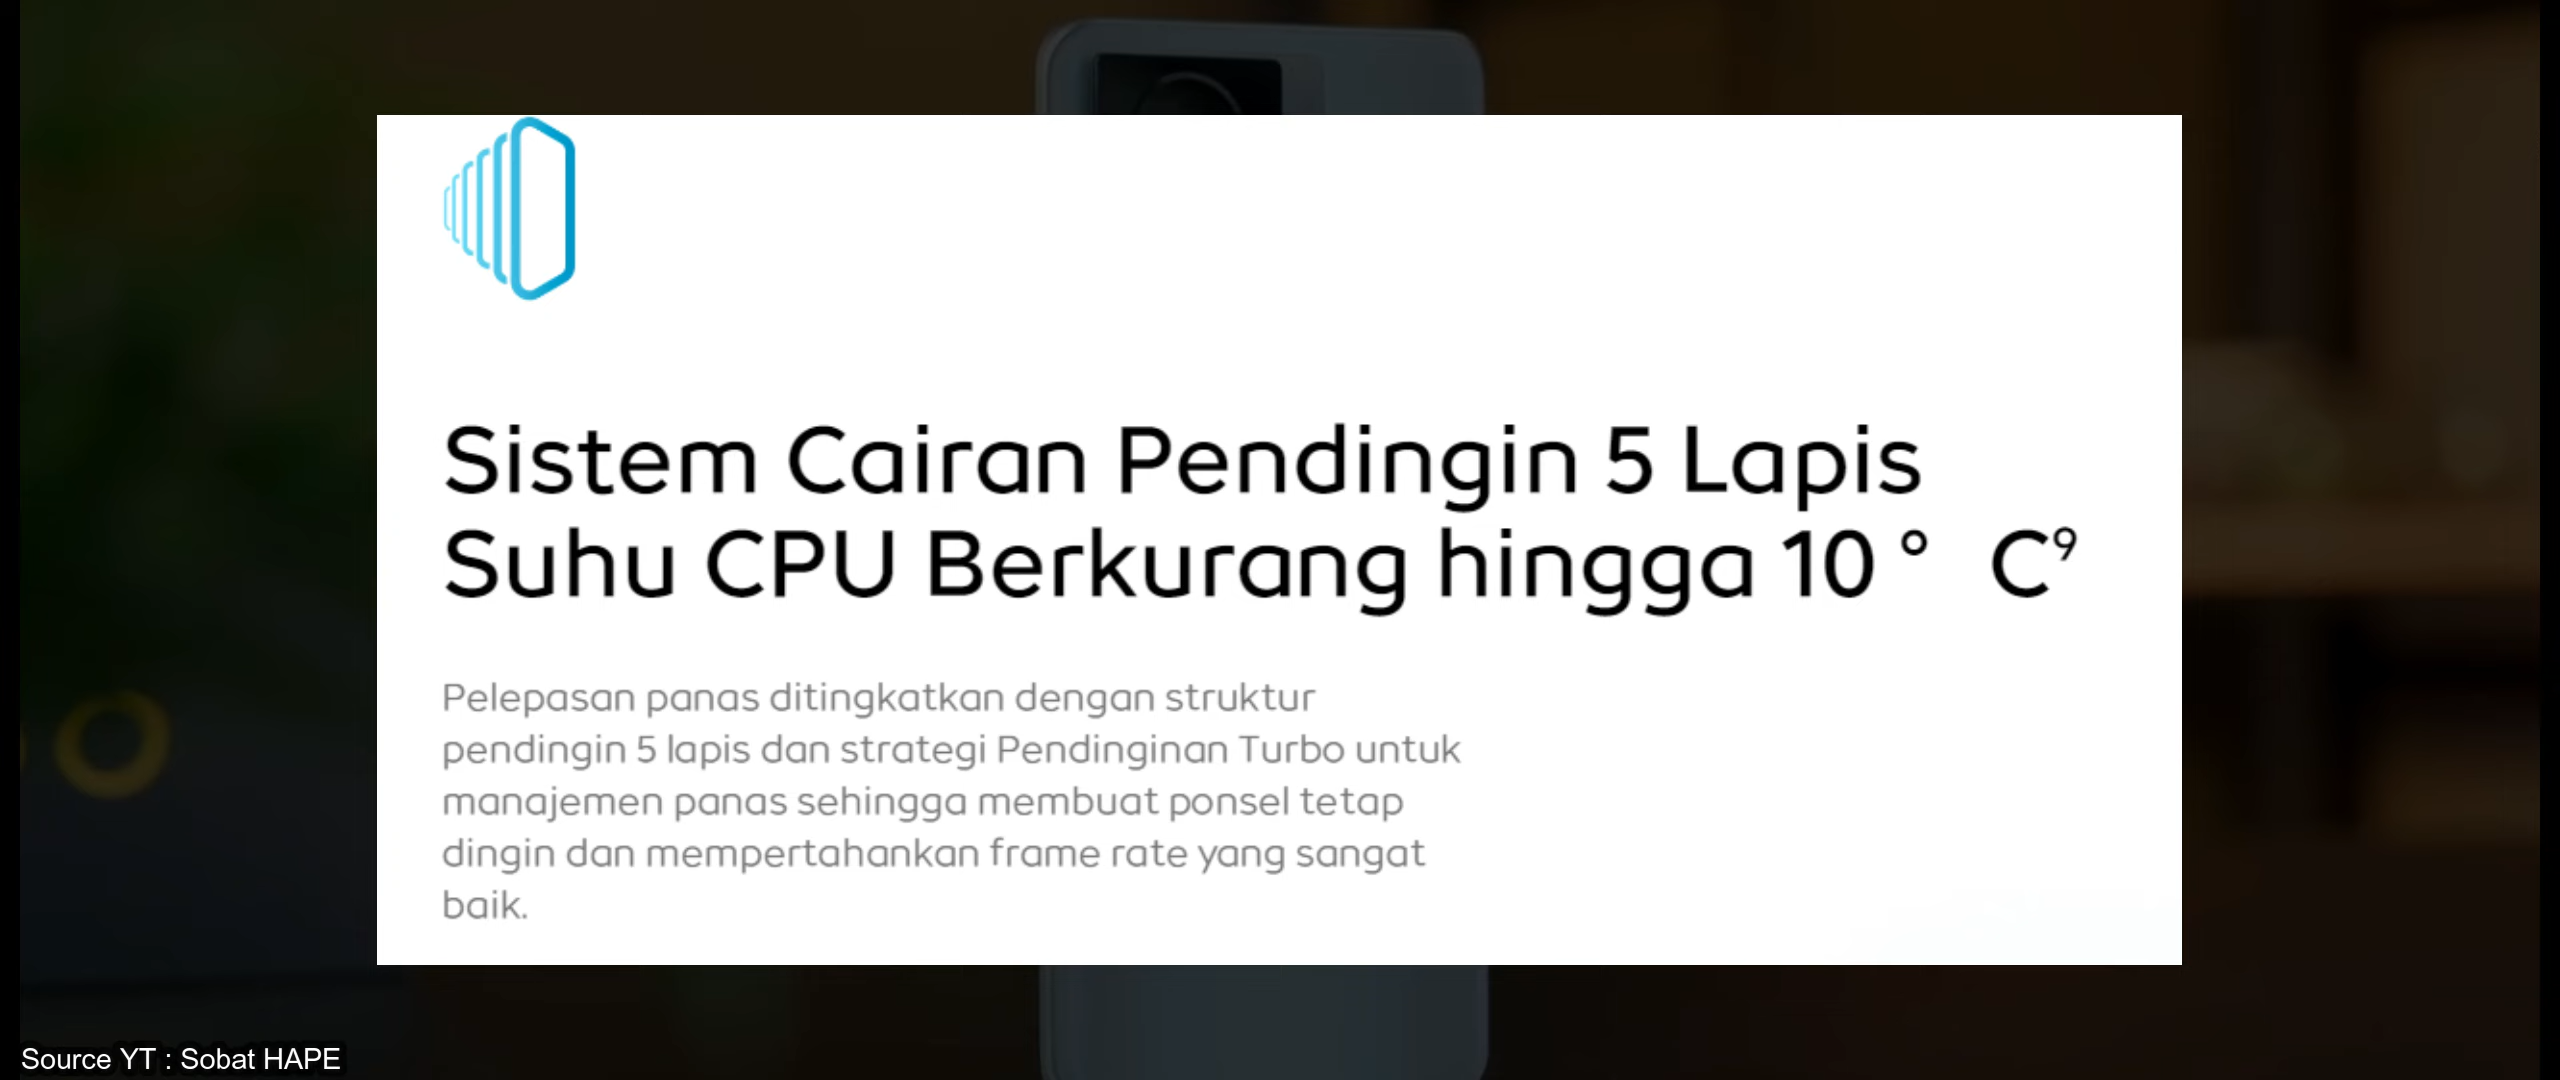 Sistem Cairan Pendingin 5 Lapis
Suhu CPU Berkurang hingga 10 ° C⁹
Pelepasan panas ditingkatkan dengan struktur
pendingin 5 lapis dan strategi Pendinginan Turbo untuk
manajemen panas sehingga membuat ponsel tetap
dingin dan mempertahankan frame rate yang sangat
baik.
Source YT : Sobat HAPE